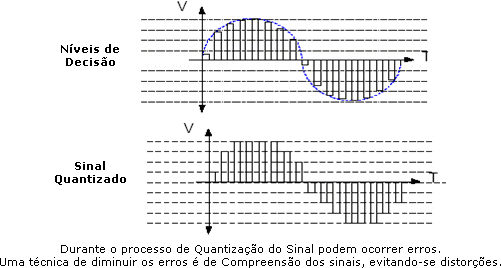 V
Níveis de
Decisão
T
V
Sinal
Quantizado
T
Durante o processo de Quantização do Sinal podem ocorrer erros.
Uma técnica de diminuir os erros é de Compreensão dos sinais, evitando-se distorções.